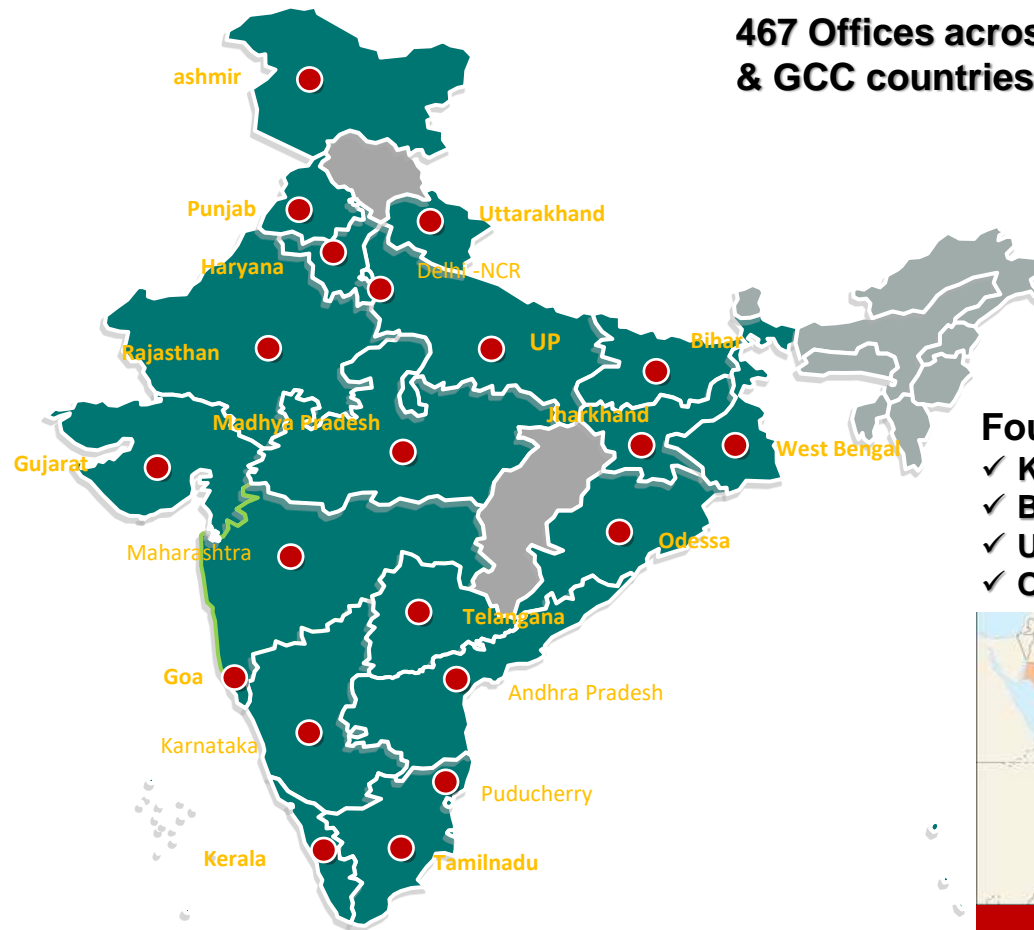 467 Offices acros
& GCC countries
ashmir
Punjab
Uttarakhand
Haryana
Delhi -NCR
Rajasthan
UP
Bihar
Madhya Pradesh
Jharkhand
West Bengal
Gujarat
Fou
✓ K
✓ B
✓ U
✓ O
Maharashtra
Odessa
Telangana
Goa
Andhra Pradesh
Karnataka
Puducherry
Kerala
Tamilnadu